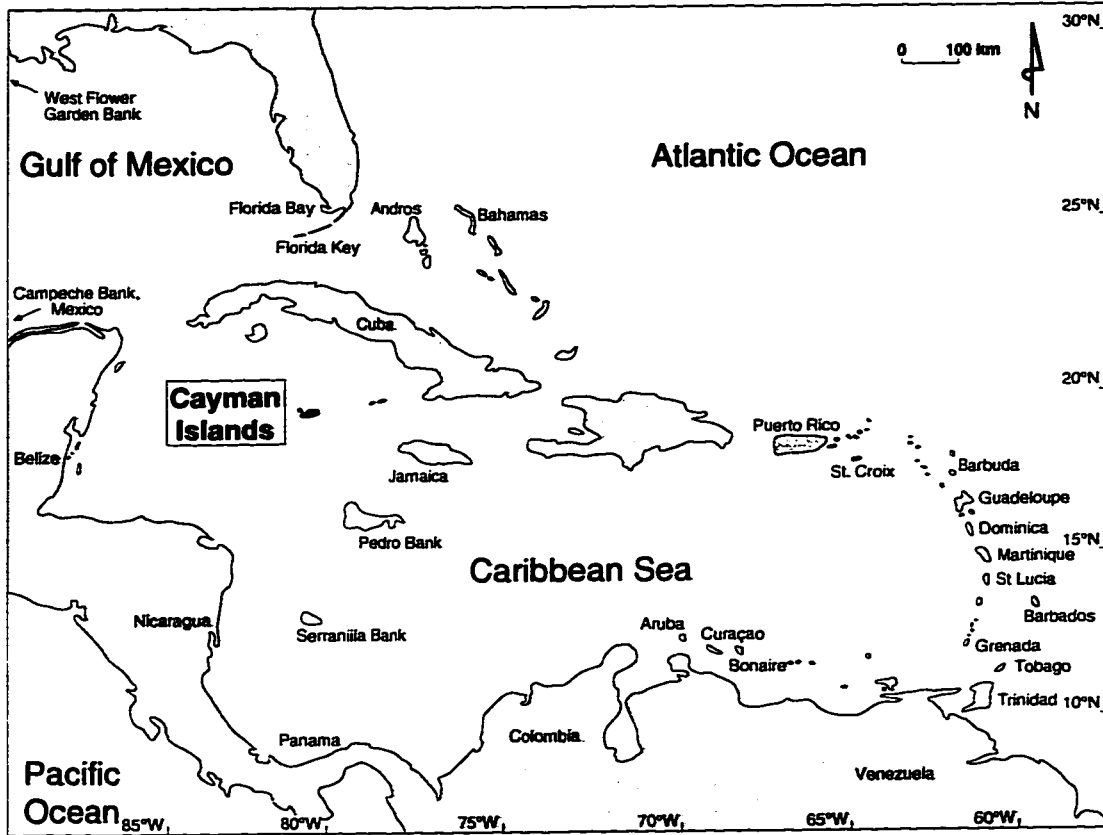 30°N
0 100 km
N
West Flower
Garden Bank
Gulf of Mexico
Atlantic Ocean
25°N
Florida Bay
Andros
Bahamas
Florida Key
Campeche Bank,
Mexico
Cuba
20°N
Cayman
Islands
Puerto Rico
Belize
Jamaica
St. Croix
Barbuda
Guadeloupe
Pedro Bank
Dominica
15°N
Martinique
Caribbean Sea
St Lucia
Nicaragua
Serranilla Bank
Aruba
Curaçao
Barbados
Bonaire
Grenada
Tobago
Trinidad
10°N
Panama
Colombia
Venezuela
Pacific
Ocean
85°W
80°W
75°W
70°W
65°W
60°W